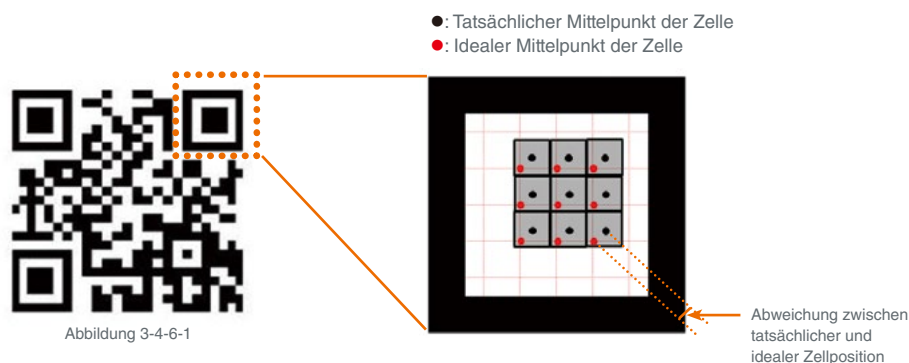 ●: Tatsächlicher Mittelpunkt der Zelle
●: Idealer Mittelpunkt der Zelle
Abbildung 3-4-6-1
Abweichung zwischen
tatsächlicher und
idealer Zellposition